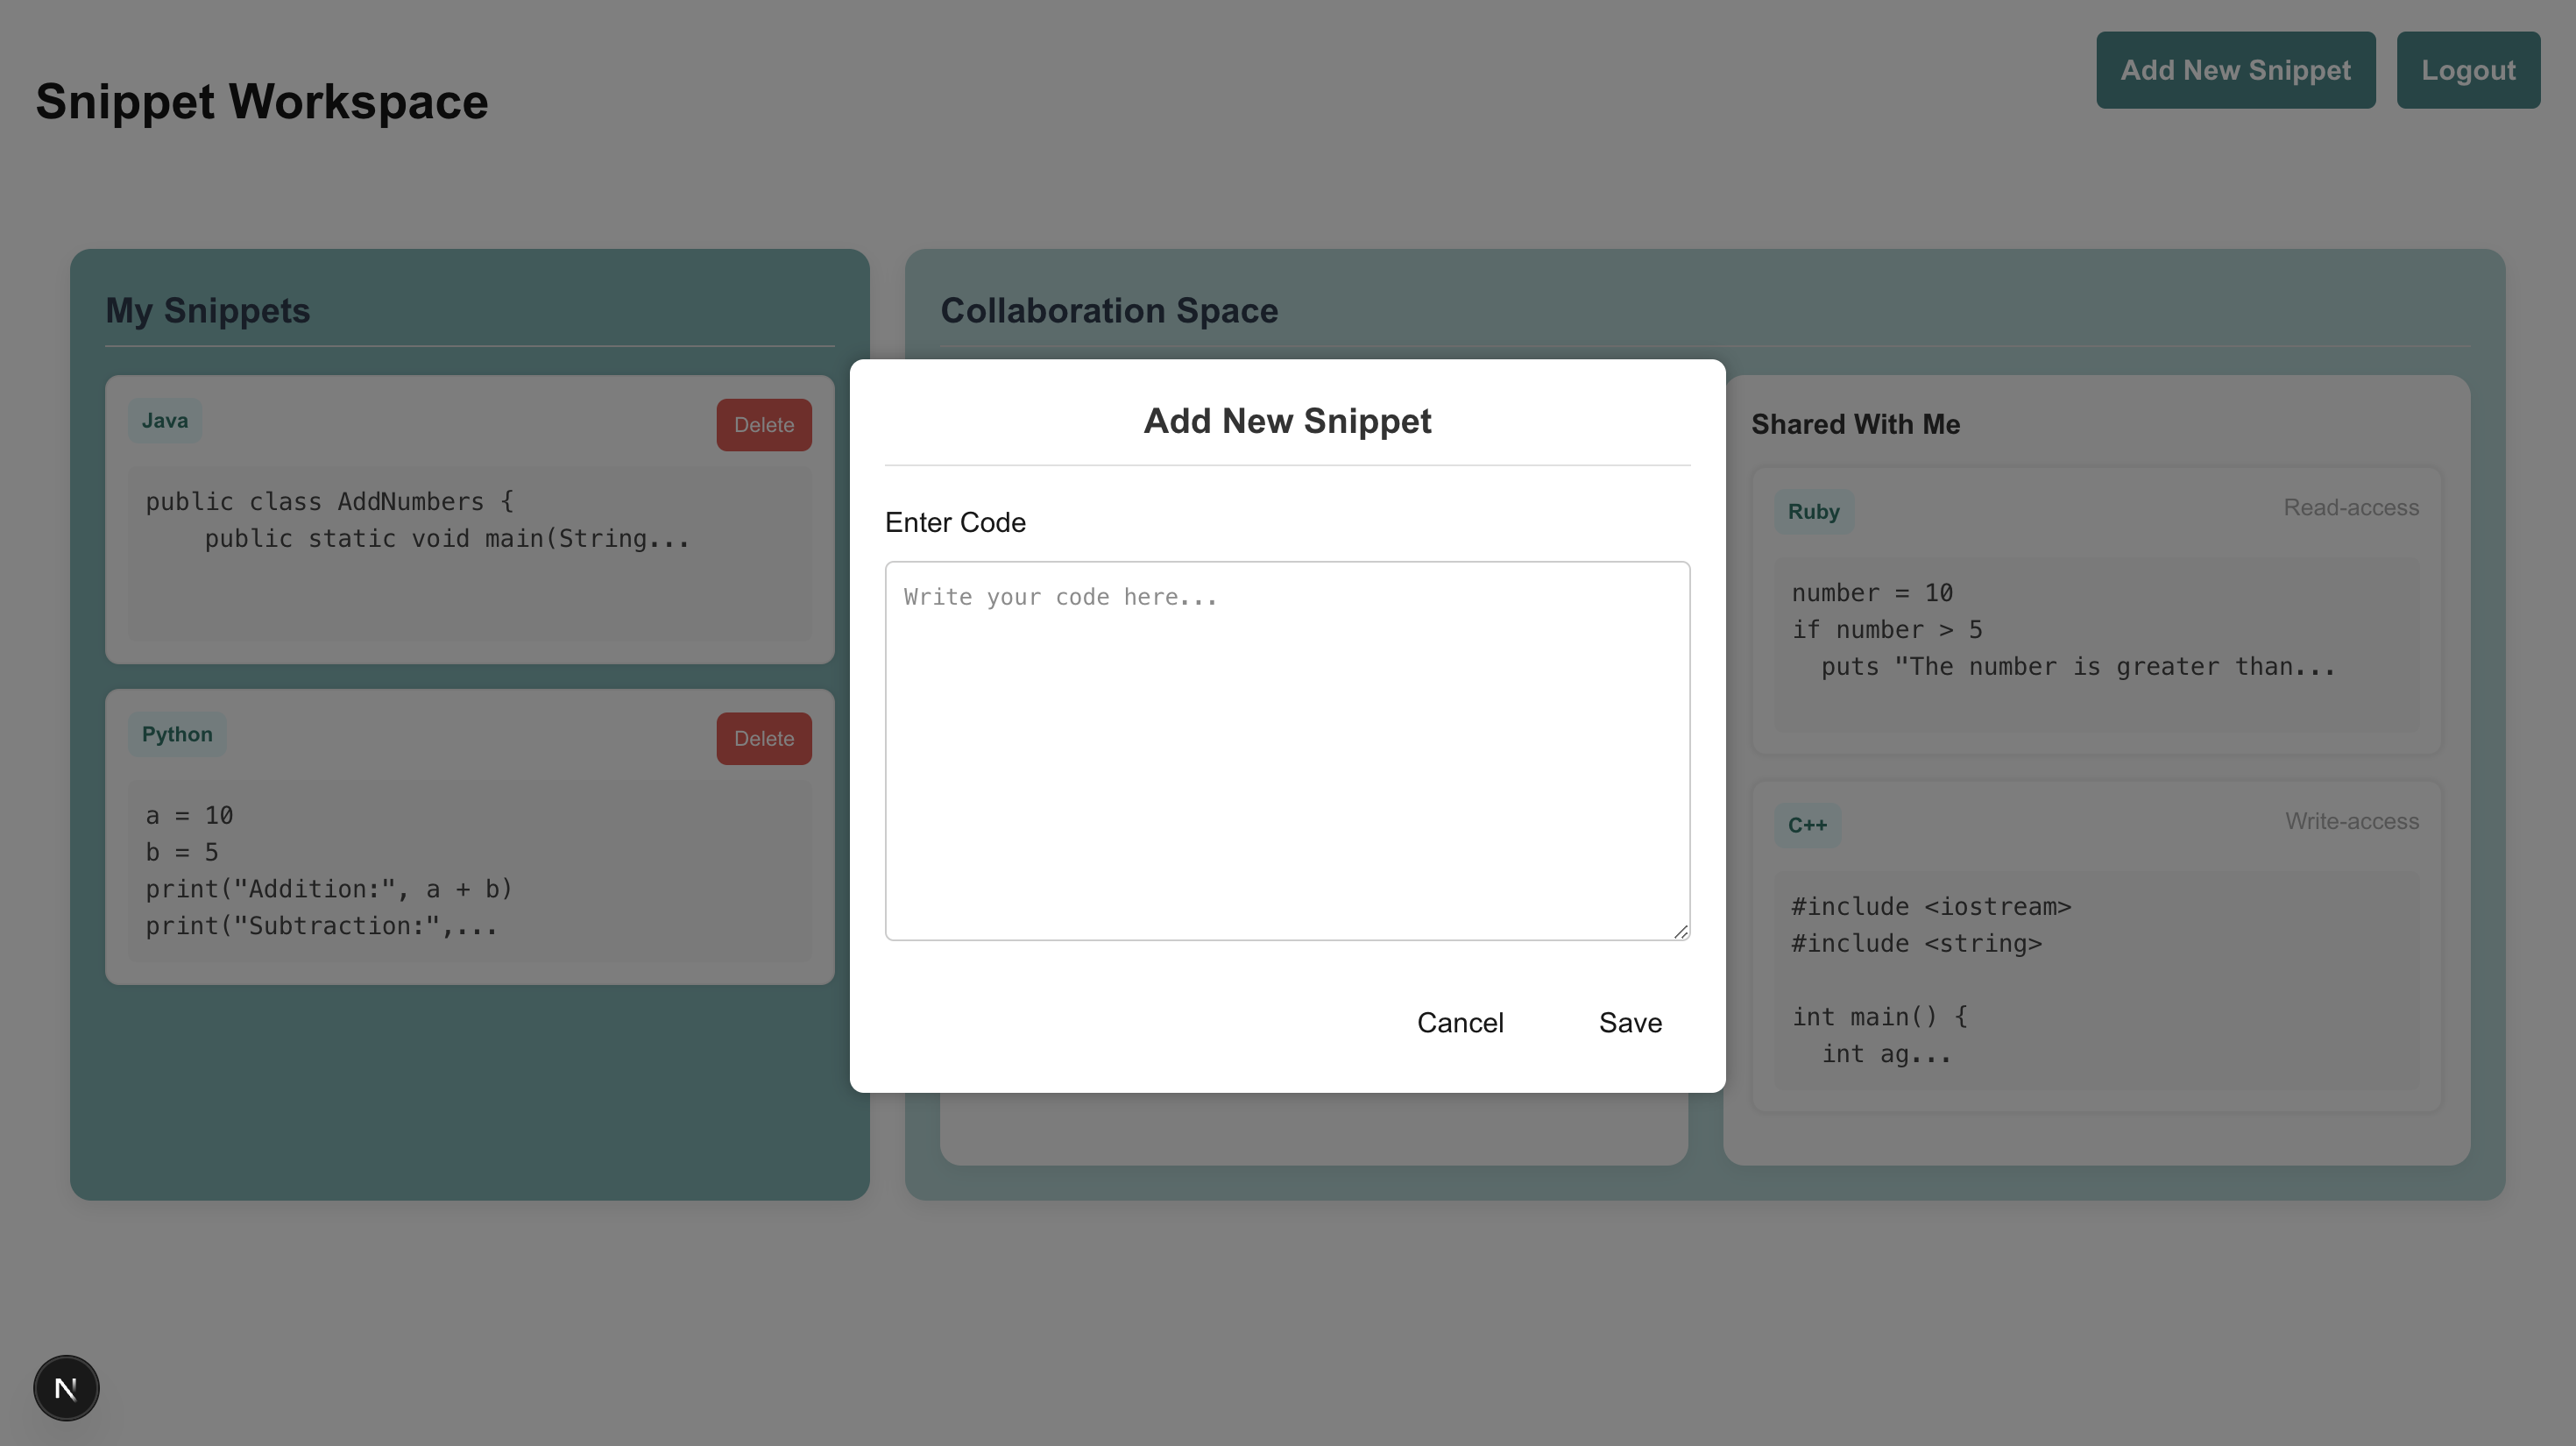 Snippet Workspace
Add New Snippet
Logout
My Snippets
Java
Delete
public class AddNumbers {
    public static void main(String...
Python
Delete
a = 10
b = 5
print("Addition:", a + b)
print("Subtraction:",...
Collaboration Space
Add New Snippet
Enter Code
Write your code here...
Cancel
Save
Shared With Me
Ruby
Read-access
number = 10
if number > 5
  puts "The number is greater than...
C++
Write-access
#include <iostream>
#include <string>
int main() {
  int ag...
N